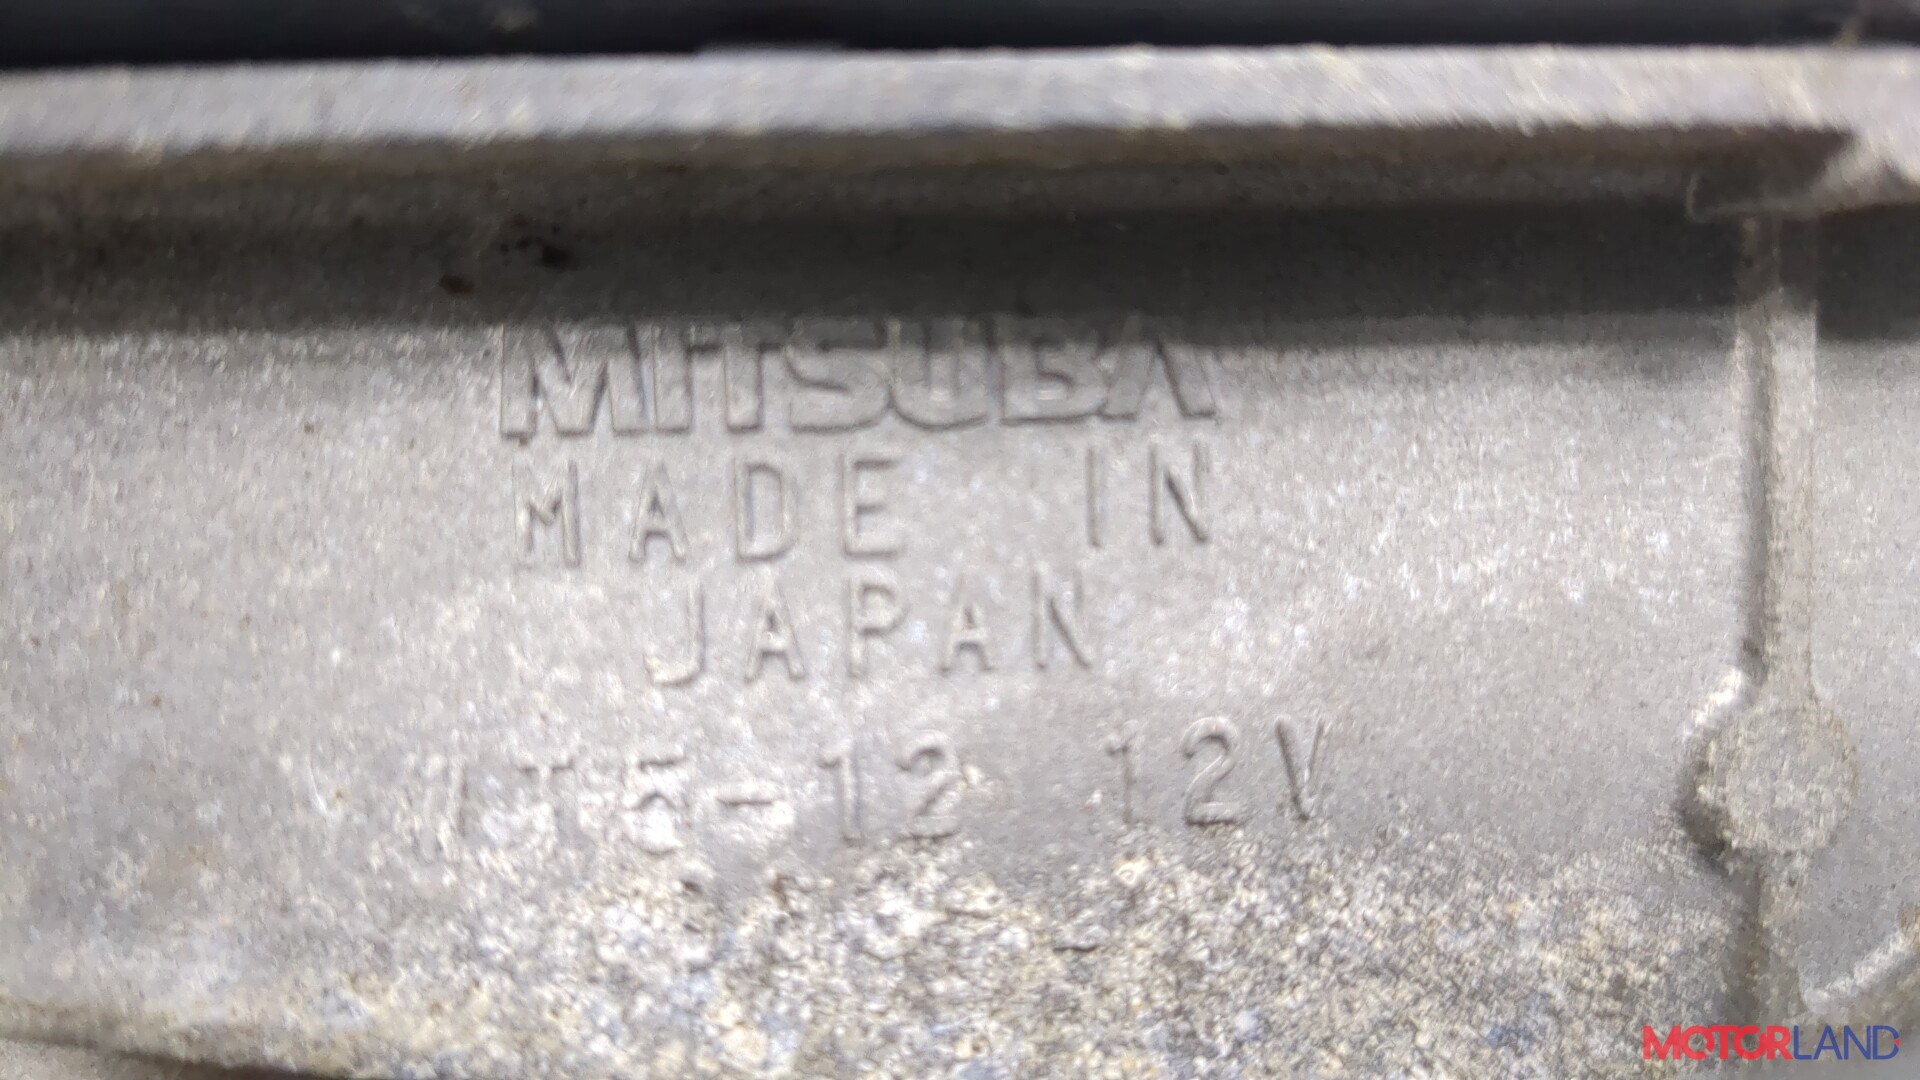 MITSUBA
MADE IN
JAPAN
12V
MOTORLAND